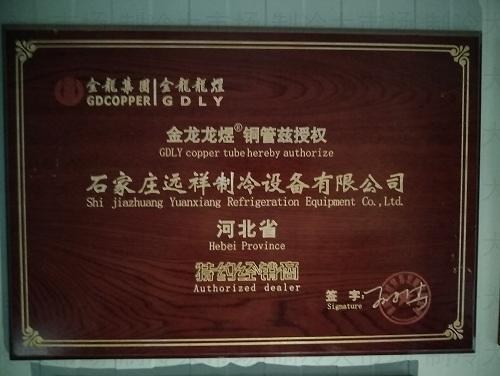 金龍集團 金龍龍煜
GDCOPPER GDLY
金龙龙煜®铜管兹授权
GDLY copper tube hereby authorize
石家庄远祥制冷设备有限公司
Shi jiazhuang Yuanxiang Refrigeration Equipment Co.,Ltd.
河北省
Hebei Province
特约经销商
Authorized dealer
签字:
Signature